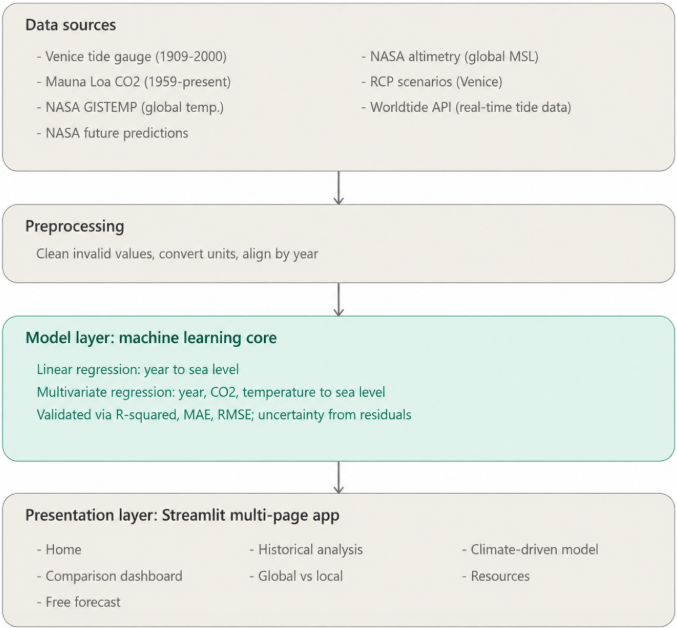 Data sources
- Venice tide gauge (1909-2000)
- Mauna Loa CO2 (1959-present)
- NASA GISTEMP (global temp.)
- NASA future predictions
- NASA altimetry (global MSL)
- RCP scenarios (Venice)
- Worldtide API (real-time tide data)
Preprocessing
Clean invalid values, convert units, align by year
Model layer: machine learning core
Linear regression: year to sea level
Multivariate regression: year, CO2, temperature to sea level
Validated via R-squared, MAE, RMSE; uncertainty from residuals
Presentation layer: Streamlit multi-page app
- Home
- Comparison dashboard
- Free forecast
- Historical analysis
- Global vs local
- Climate-driven model
- Resources